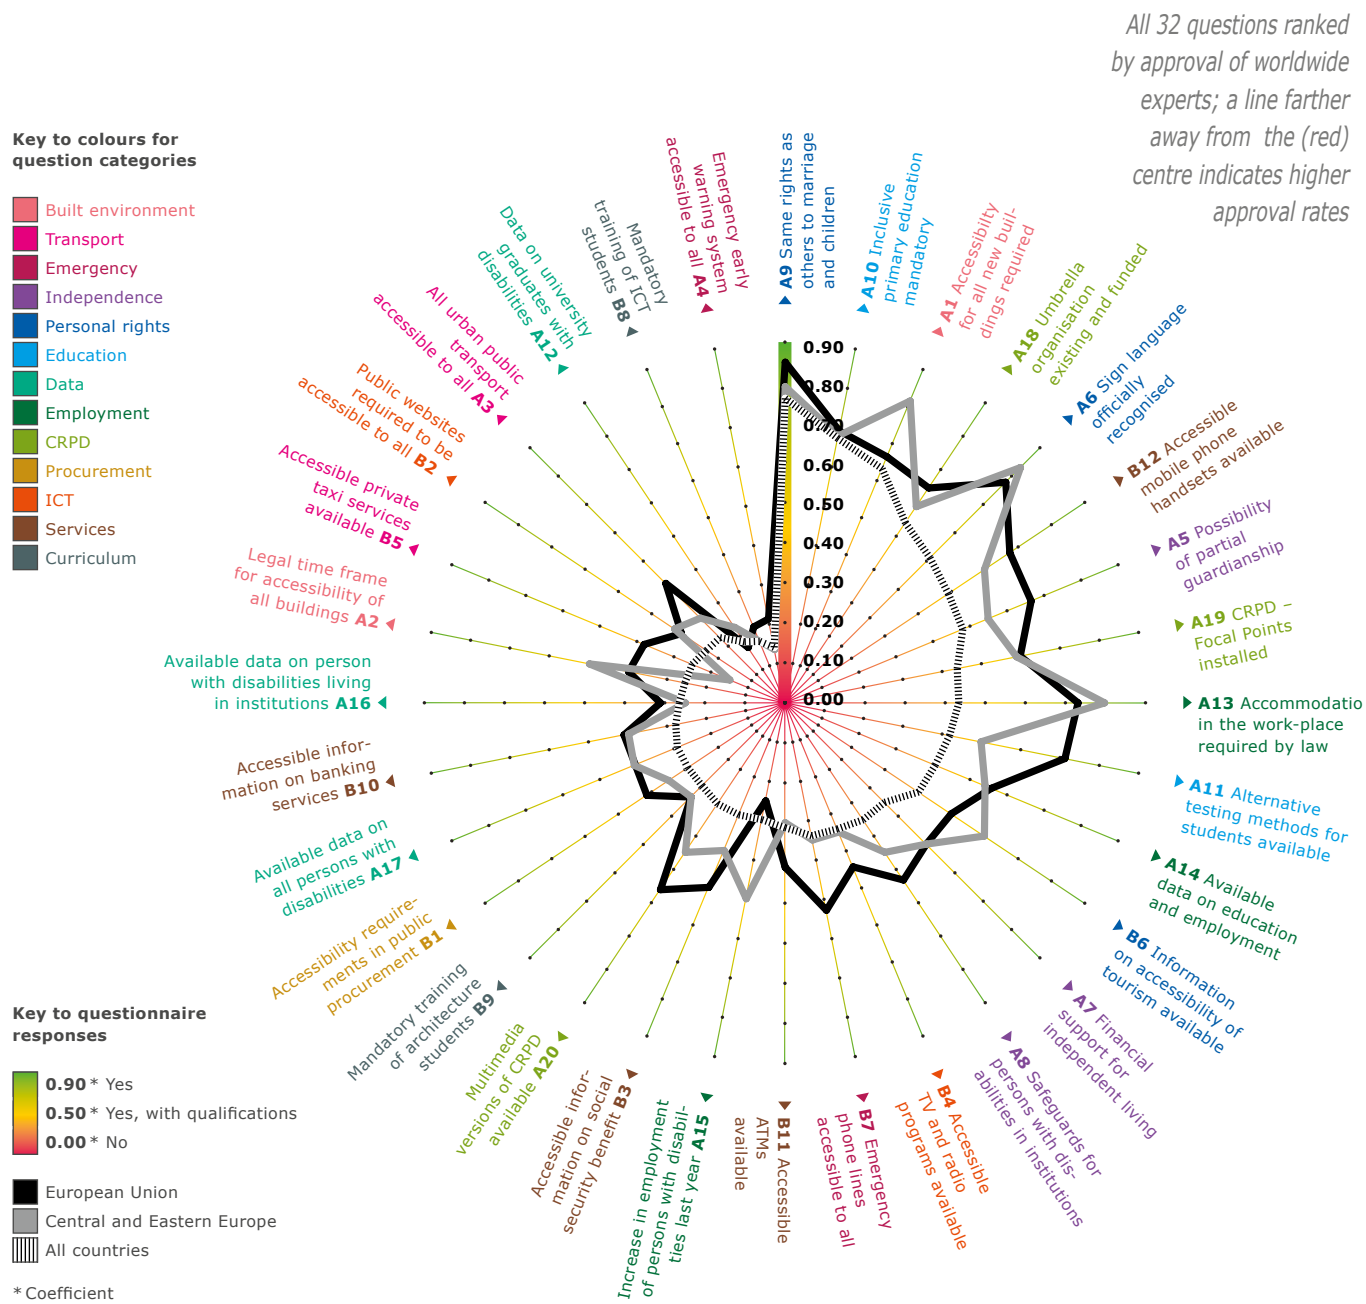 All 32 questions ranked
by approval of worldwide
experts; a line farther
away from the (red)
centre indicates higher
approval rates
Key to colours for
question categories
Built environment
Transport
Emergency
Independence
Personal rights
Education
Data
Employment
CRPD
Procurement
ICT
Services
Curriculum
A9 Same rights as
others to marriage
and children
A10 Inclusive
primary education
mandatory
A1 Accessibilty
for all new buil-
dings required
A18 Umbrella
organisation
existing and funded
A6 Sign language
officially
recognised
B12 Accessible
mobile phone
handsets available
A5 Possibility
of partial
guardianship
A19 CRPD –
Focal Points
installed
A13 Accommodatio
in the work-place
required by law
A11 Alternative
testing methods for
students available
A14 Available
data on education
and employment
B6 Information
on accessibility of
tourism available
A7 Financial
support for
independent living
A8 Safeguards for
persons with dis-
abilities in institutions
B4 Accessible
TV and radio
programs available
B7 Emergency
phone lines
accessible to all
B11 Accessible
ATMs
available
Increase in employment
of persons with disabil-
ties last year A15
Accessible infor-
mation on social
security benefit B3
Multimedia
versions of CRPD
available A20
Mandatory training
of architecture
students B9
Accessibility require-
ments in public
procurement B1
Available data on
all persons with
disabilities A17
Accessible infor-
mation on banking
services B10
Available data on person
with disabilities living
in institutions A16
Legal time frame
for accessibility of
all buildings A2
Accessible private
taxi services
available B5
Public websites
required to be
accessible to all B2
All urban public
transport
accessible to all A3
Data on university
graduates with
disabilities A12
Mandatory
training of ICT
students B8
Emergency early
warning system
accessible to all A4
0.90
0.80
0.70
0.60
0.50
0.40
0.30
0.20
0.10
0.00
Key to questionnaire
responses
0.90 * Yes
0.50 * Yes, with qualifications
0.00 * No
European Union
Central and Eastern Europe
All countries
* Coefficient